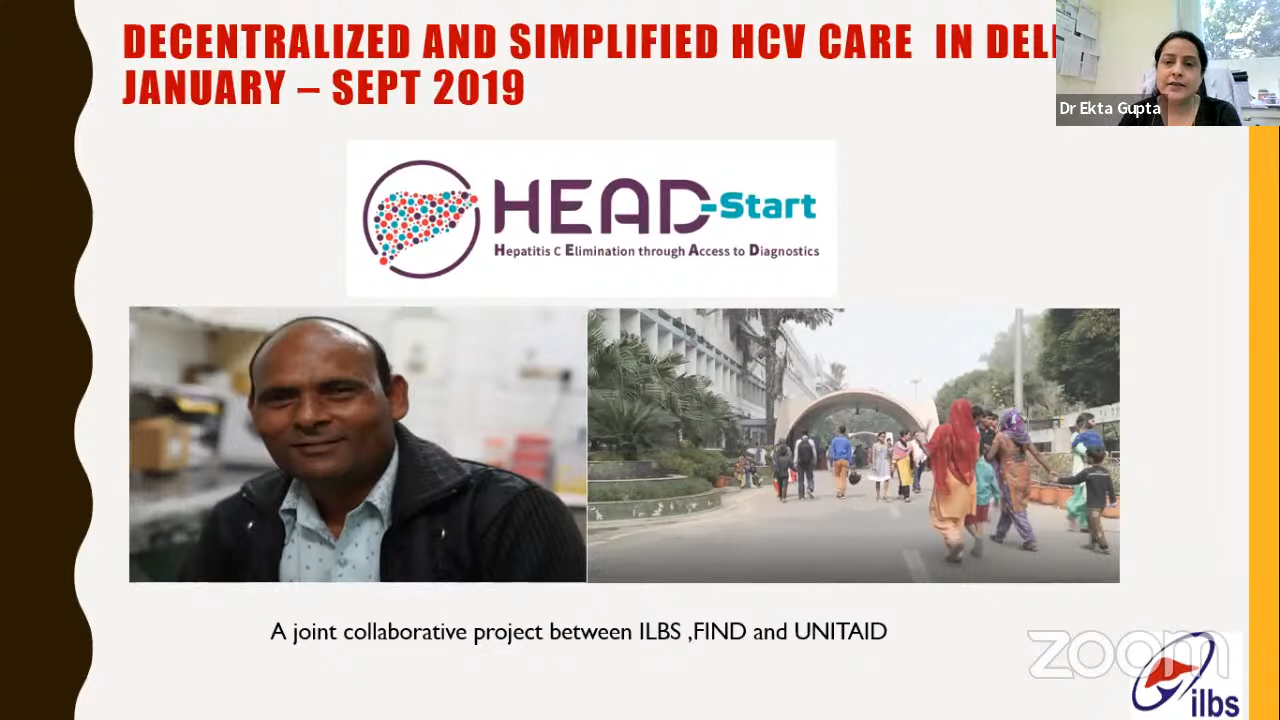 DECENTRALIZED AND SIMPLIFIED HCV CARE IN DEL
JANUARY – SEPT 2019
Dr Ekta Gupta
HEAD-Start
Hepatitis C Elimination through Access to Diagnostics
A joint collaborative project between ILBS ,FIND and UNITAID
zoom
ilbs